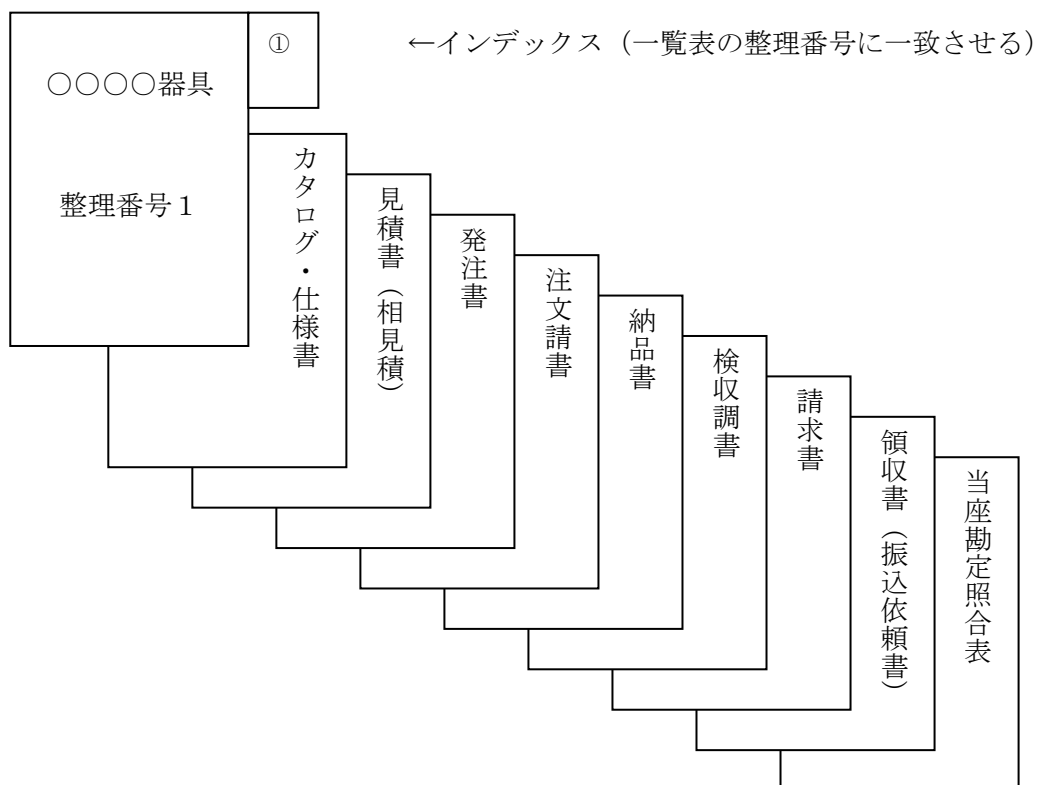 ①
←インデックス（一覧表の整理番号に一致させる）
○○○○器具
整理番号１
カタログ・仕様書
見積書（相見積）
発注書
注文請書
納品書
検収調書
請求書
領収書（振込依頼書）
当座勘定照合表